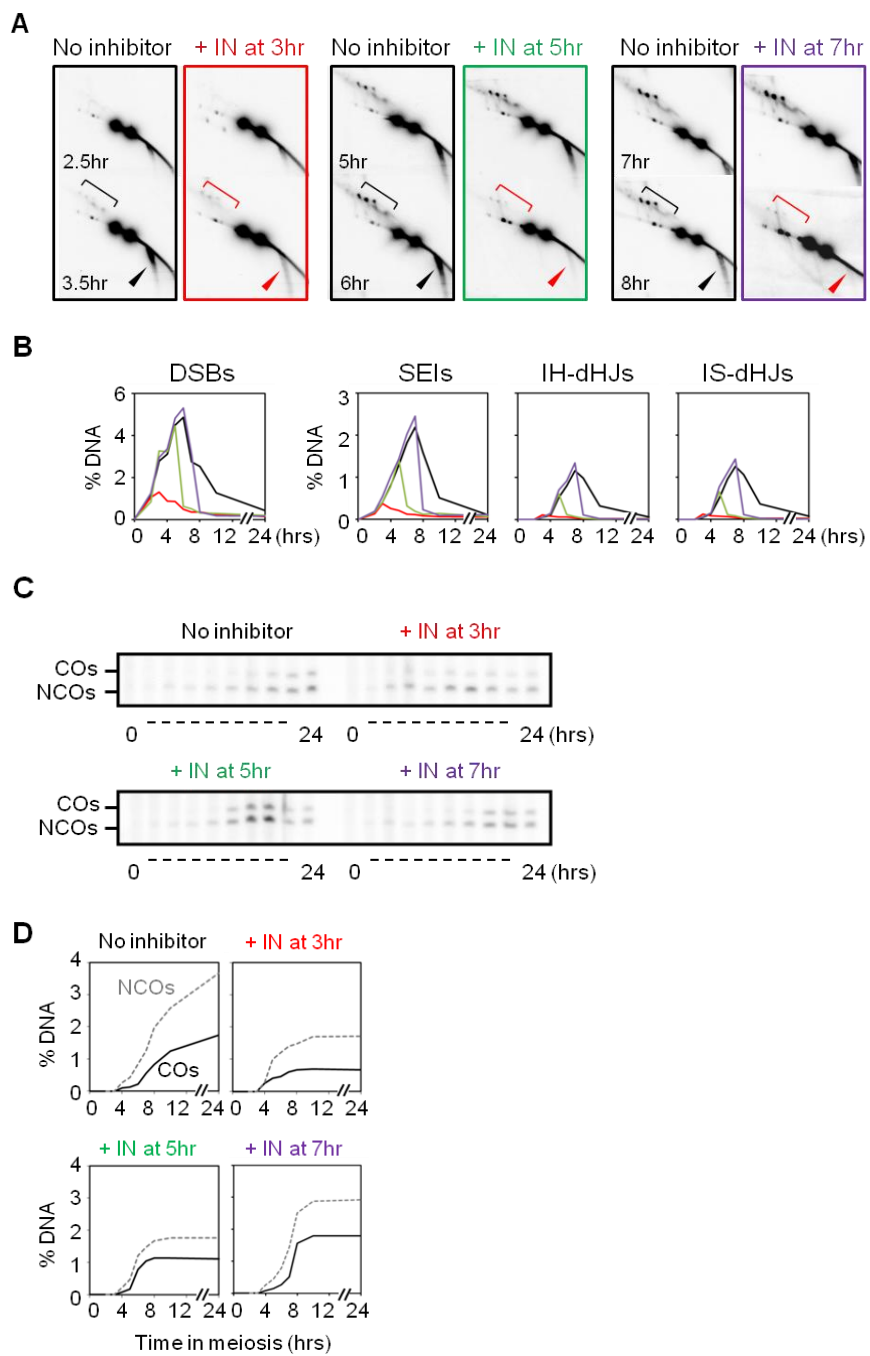 A
No inhibitor + IN at 3hr No inhibitor + IN at 5hr No inhibitor + IN at 7hr
2.5hr 5hr 7hr
3.5hr 6hr 8hr
B
DSBs SEIs IH-dHJs IS-dHJs
% DNA
6
4
2
0
0 4 8 12 24 (hrs)
% DNA
3
2
1
0
0 4 8 12 24
0 4 8 12 24
0 4 8 12 24 (hrs)
C
No inhibitor + IN at 3hr
COs
NCOs
0 24 0 24 (hrs)
+ IN at 5hr + IN at 7hr
COs
NCOs
0 24 0 24 (hrs)
D
No inhibitor + IN at 3hr
% DNA
4
3
2
1
0
NCOs
COs
0 4 8 12 24 0 4 8 12 24
+ IN at 5hr + IN at 7hr
% DNA
4
3
2
1
0
0 4 8 12 24 0 4 8 12 24
Time in meiosis (hrs)